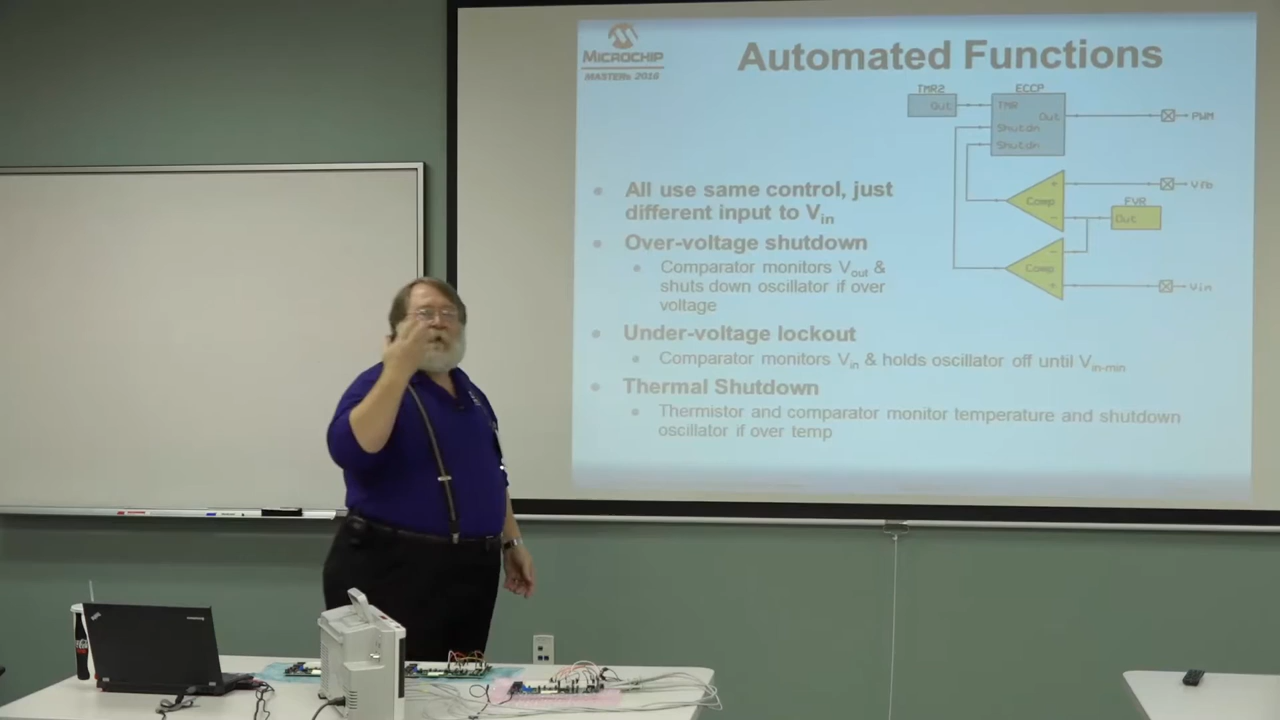 MICROCHIP
MASTERs 2016
Automated Functions
TMR2
Out
ECCP
TMR
Out
Shutdn
Shutdn
PWM
Comp
Vfb
FVR
Out
Comp
Vin
• All use same control, just
different input to Vin
• Over-voltage shutdown
• Comparator monitors Vout &
shuts down oscillator if over
voltage
• Under-voltage lockout
• Comparator monitors Vin & holds oscillator off until Vin-min
• Thermal Shutdown
• Thermistor and comparator monitor temperature and shutdown
oscillator if over temp